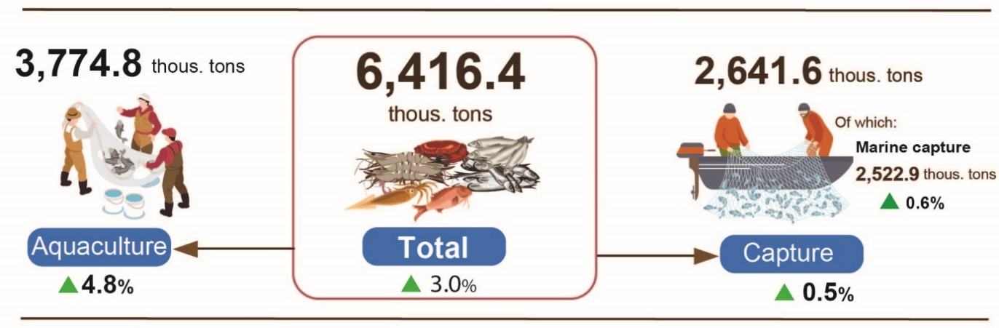 3,774.8 thous. tons
Aquaculture
▲4.8%
6,416.4
thous. tons
Total
▲ 3.0%
2,641.6 thous. tons
Of which:
Marine capture
2,522.9 thous. tons
▲ 0.6%
Capture
▲ 0.5%